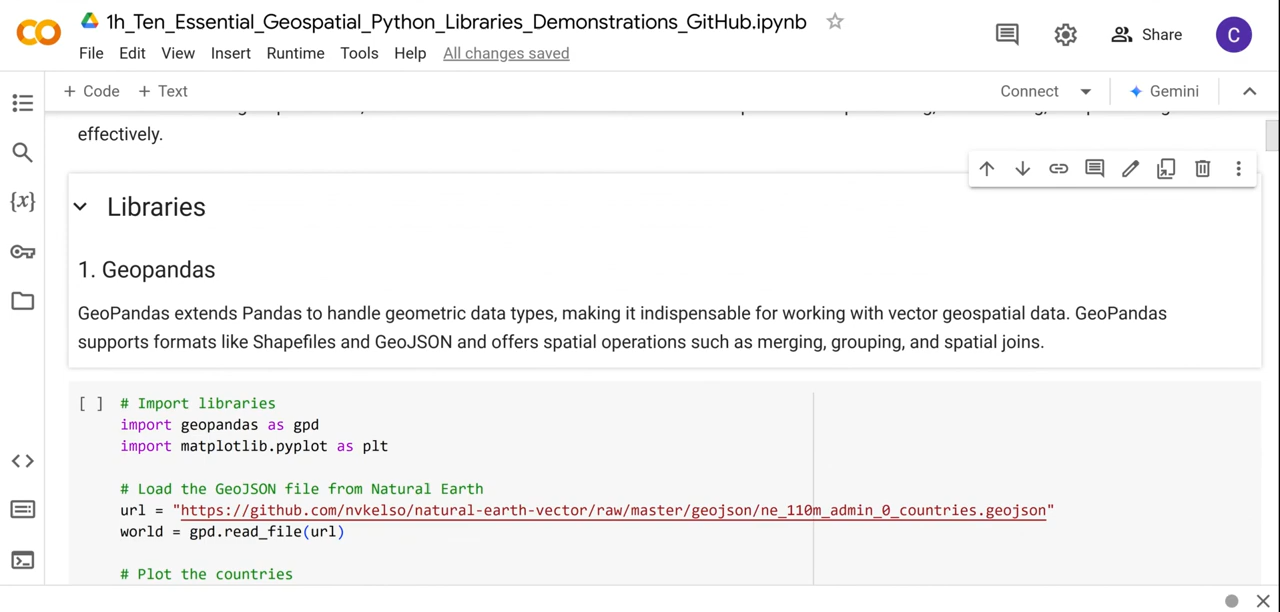 1h_Ten_Essential_Geospatial_Python_Libraries_Demonstrations_GitHub.ipynb
File Edit View Insert Runtime Tools Help All changes saved
Share
C
+ Code + Text
Connect
Gemini
effectively.
Libraries
1. Geopandas
GeoPandas extends Pandas to handle geometric data types, making it indispensable for working with vector geospatial data. GeoPandas
supports formats like Shapefiles and GeoJSON and offers spatial operations such as merging, grouping, and spatial joins.
[ ] # Import libraries
import geopandas as gpd
import matplotlib.pyplot as plt
# Load the GeoJSON file from Natural Earth
url = "https://github.com/nvkelso/natural-earth-vector/raw/master/geojson/ne_110m_admin_0_countries.geojson"
world = gpd.read_file(url)
# Plot the countries